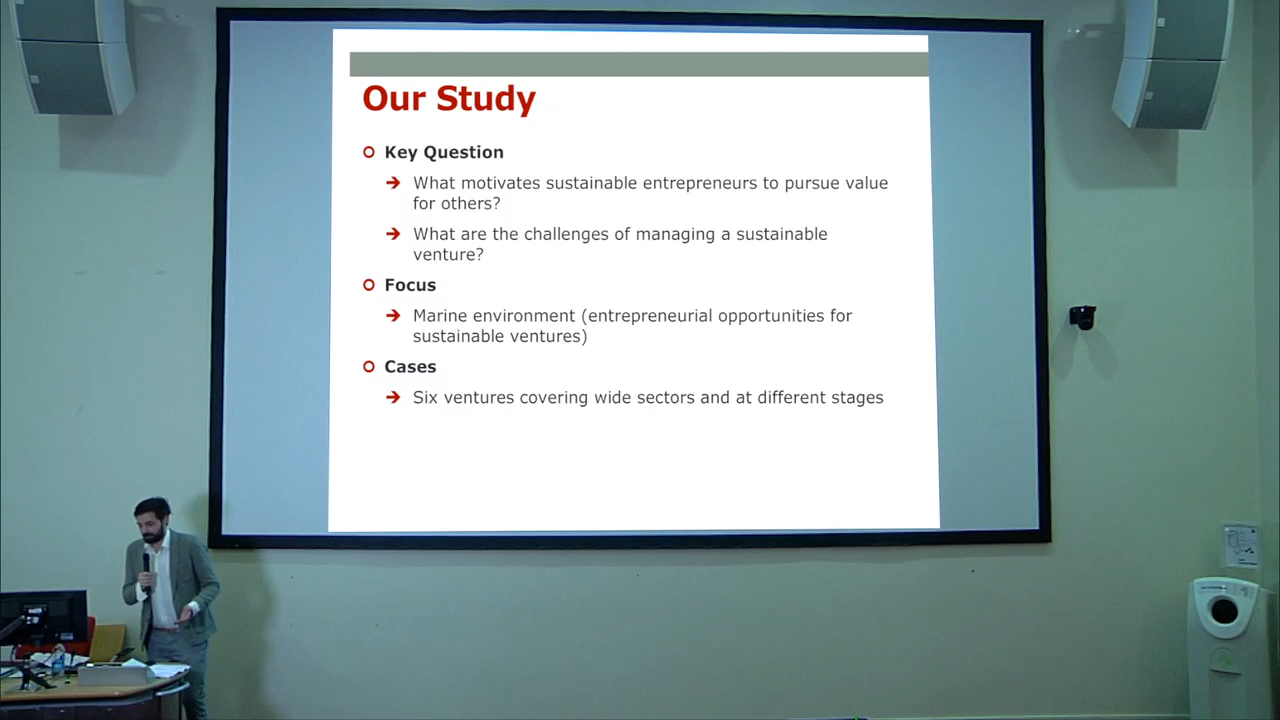 Our Study
Key Question
What motivates sustainable entrepreneurs to pursue value
for others?
What are the challenges of managing a sustainable
venture?
Focus
Marine environment (entrepreneurial opportunities for
sustainable ventures)
Cases
Six ventures covering wide sectors and at different stages